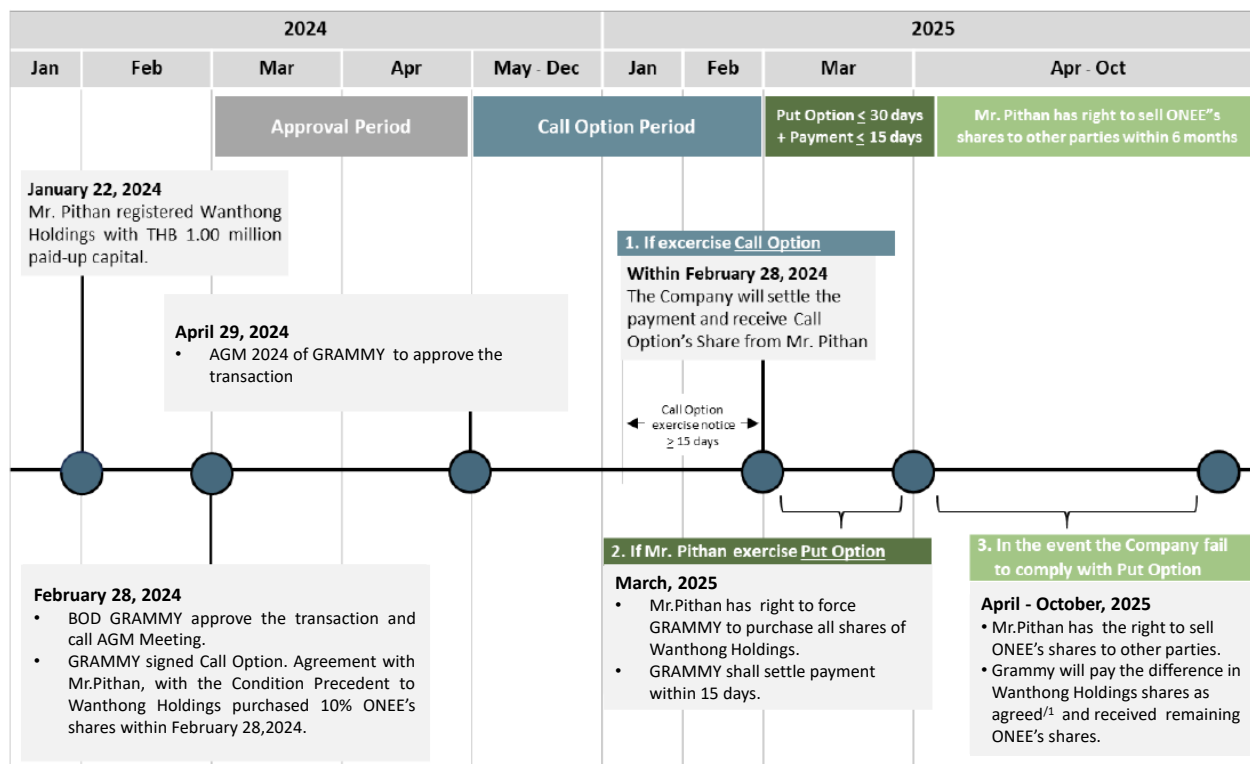 2024
2025
Jan
Feb
Mar
Apr
May - Dec
Jan
Feb
Mar
Apr - Oct
Approval Period
Call Option Period
Put Option ≤ 30 days
+ Payment ≤ 15 days
Mr. Pithan has right to sell ONEE"s
shares to other parties within 6 months
January 22, 2024
Mr. Pithan registered Wanthong
Holdings with THB 1.00 million
paid-up capital.
April 29, 2024
• AGM 2024 of GRAMMY to approve the
transaction
1. If excercise Call Option
Within February 28, 2024
The Company will settle the
payment and receive Call
Option's Share from Mr. Pithan
Call Option
exercise notice
≥ 15 days
February 28, 2024
• BOD GRAMMY approve the transaction and
call AGM Meeting.
• GRAMMY signed Call Option. Agreement with
Mr.Pithan, with the Condition Precedent to
Wanthong Holdings purchased 10% ONEE's
shares within February 28,2024.
2. If Mr. Pithan exercise Put Option
March, 2025
• Mr.Pithan has right to force
GRAMMY to purchase all shares of
Wanthong Holdings.
• GRAMMY shall settle payment
within 15 days.
3. In the event the Company fail
to comply with Put Option
April - October, 2025
• Mr.Pithan has the right to sell
ONEE's shares to other parties.
• Grammy will pay the difference in
Wanthong Holdings shares as
agreed/1 and received remaining
ONEE's shares.